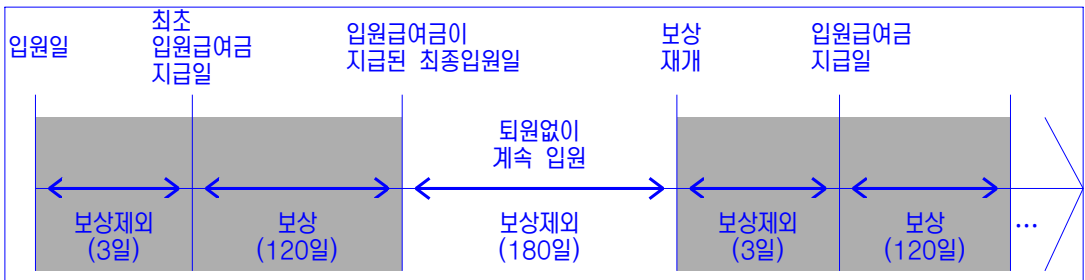 입원일
최초
입원급여금
지급일
입원급여금이
지급된 최종입원일
보상
재개
입원급여금
지급일
퇴원없이
계속 입원
보상제외
(3일)
보상
(120일)
보상제외
(180일)
보상제외
(3일)
보상
(120일)
...